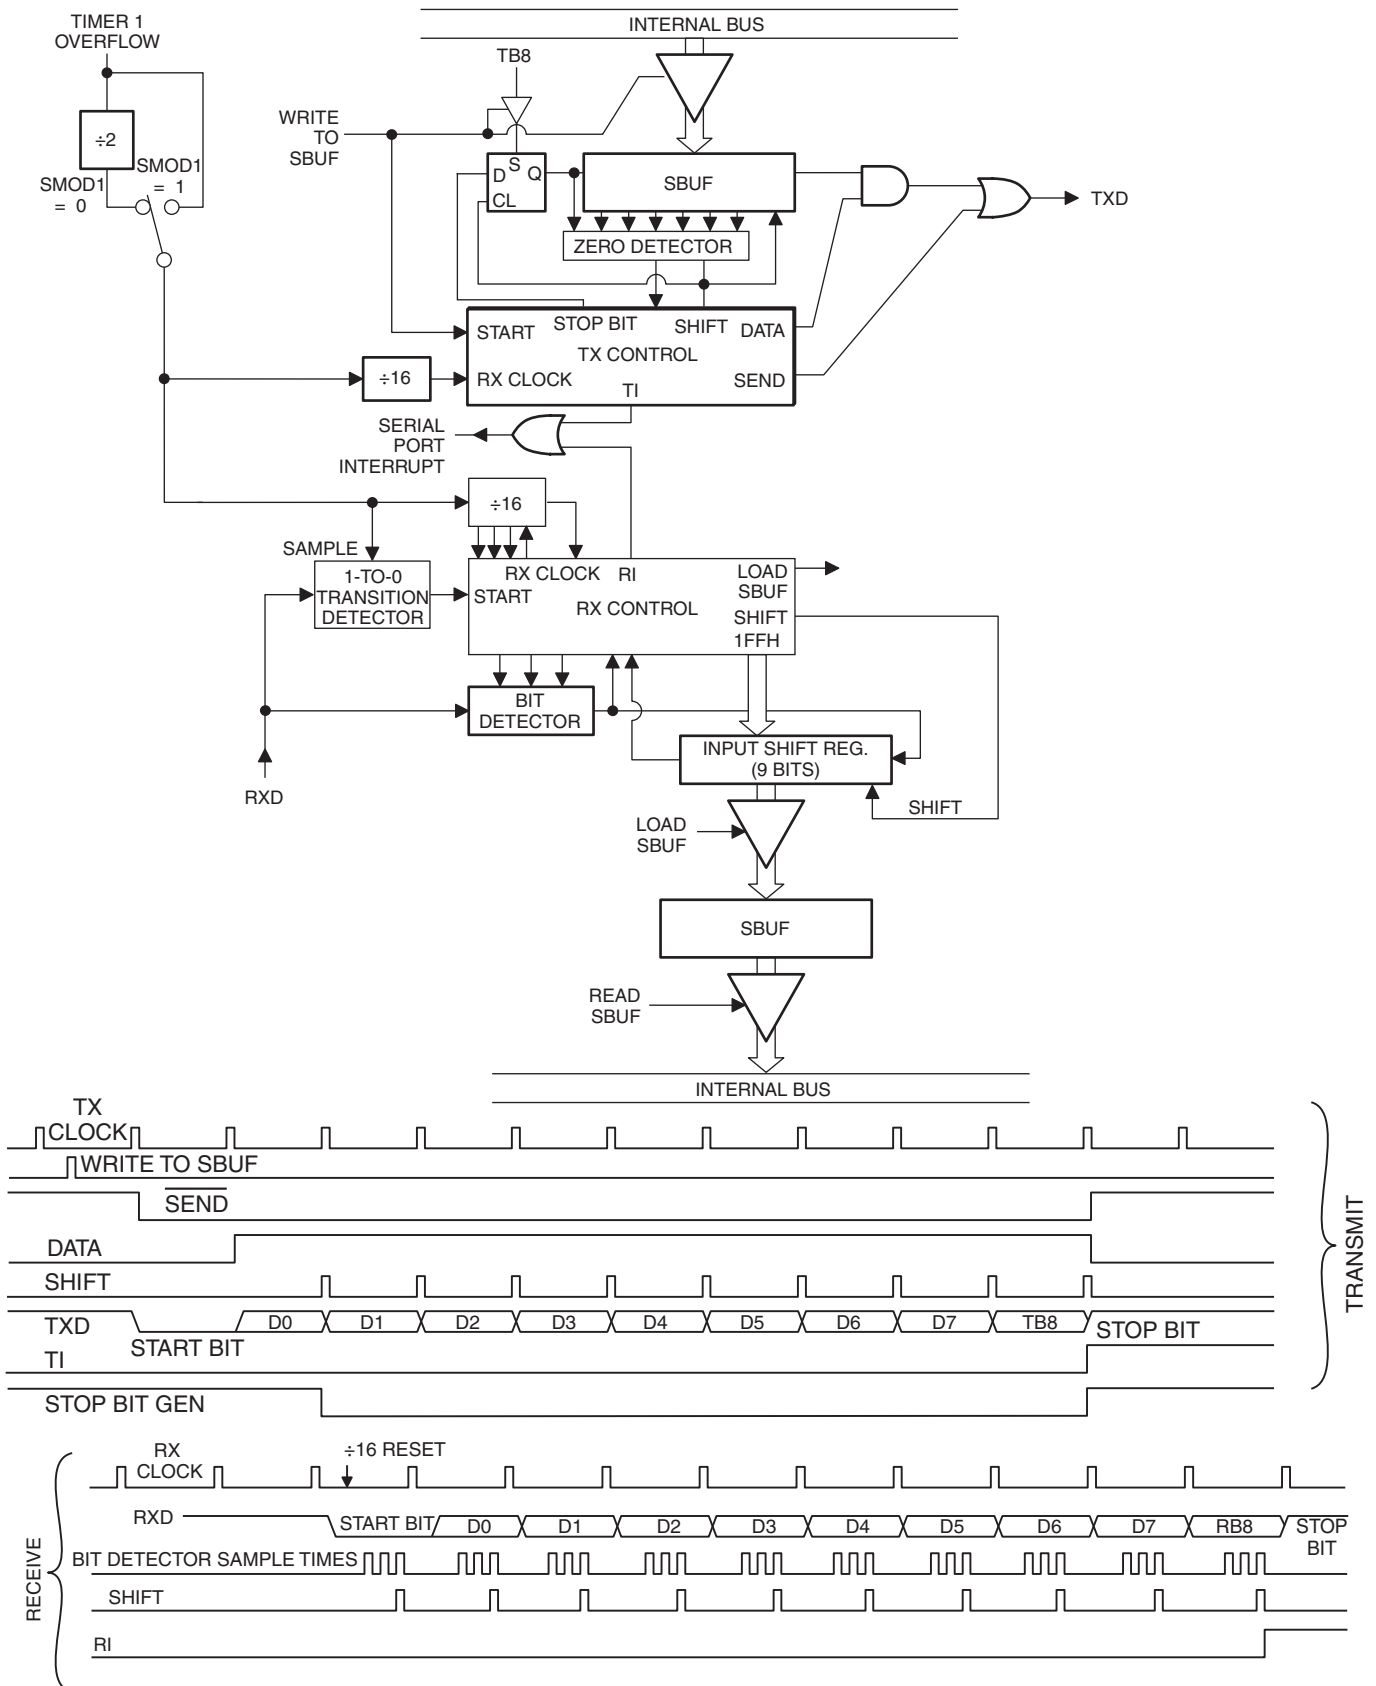 TIMER 1
OVERFLOW
INTERNAL BUS
TB8
WRITE
TO
SBUF
÷2
SMOD1
= 1
SMOD1
= 0
D S Q
CL
SBUF
TXD
ZERO DETECTOR
START
STOP BIT
SHIFT
DATA
TX CONTROL
÷16
RX CLOCK
TI
SEND
SERIAL
PORT
INTERRUPT
÷16
SAMPLE
1-TO-0
TRANSITION
DETECTOR
RX CLOCK
RI
START
RX CONTROL
LOAD
SBUF
SHIFT
1FFH
BIT
DETECTOR
INPUT SHIFT REG.
(9 BITS)
RXD
SHIFT
LOAD
SBUF
SBUF
READ
SBUF
INTERNAL BUS
TX
CLOCK
WRITE TO SBUF
SEND
DATA
SHIFT
TXD
START BIT
D0 D1 D2 D3 D4 D5 D6 D7 TB8
STOP BIT
TI
STOP BIT GEN
TRANSMIT
RX
CLOCK
÷16 RESET
RXD
START BIT D0 D1 D2 D3 D4 D5 D6 D7 RB8 STOP
BIT
BIT DETECTOR SAMPLE TIMES
SHIFT
RI
RECEIVE